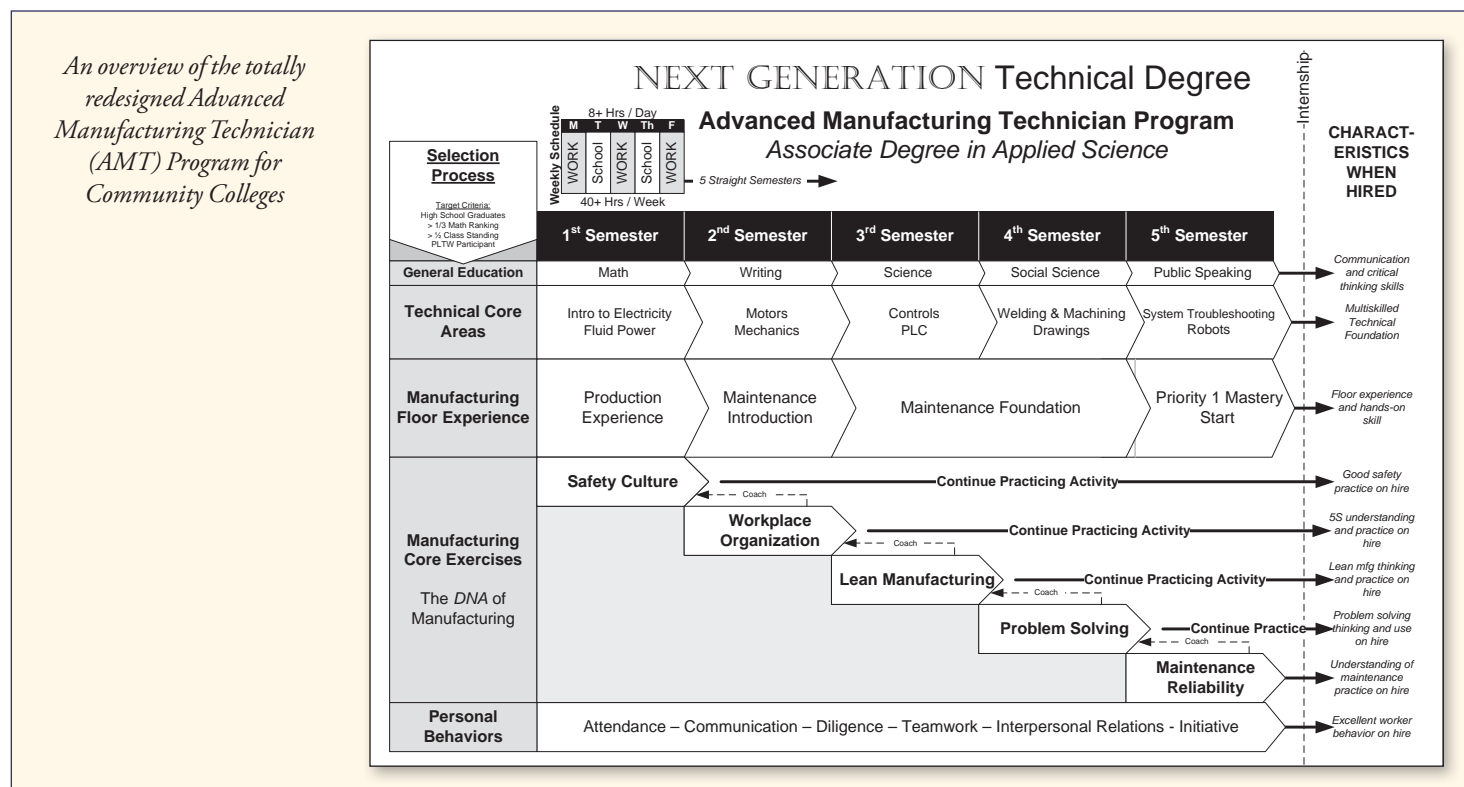 An overview of the totally
redesigned Advanced
Manufacturing Technician
(AMT) Program for
Community Colleges
NEXT GENERATION Technical Degree
Advanced Manufacturing Technician Program
Associate Degree in Applied Science
Internship
CHARACT-
ERISTICS
WHEN
HIRED
Selection
Process
Target Criteria:
High School Graduates
> 1/3 Math Ranking
> ½ Class Standing
PLTW Participant
Weekly Schedule
8+ Hrs / Day
M T W Th F
WORK School WORK School WORK
40+ Hrs / Week
5 Straight Semesters
1st Semester 2nd Semester 3rd Semester 4th Semester 5th Semester
General Education
Math
Writing
Science
Social Science
Public Speaking
Communication
and critical
thinking skills
Technical Core
Areas
Intro to Electricity
Fluid Power
Motors
Mechanics
Controls
PLC
Welding & Machining
Drawings
System Troubleshooting
Robots
Multiskilled
Technical
Foundation
Manufacturing
Floor Experience
Production
Experience
Maintenance
Introduction
Maintenance Foundation
Priority 1 Mastery
Start
Floor experience
and hands-on
skill
Manufacturing
Core Exercises
The DNA of
Manufacturing
Safety Culture
Continue Practicing Activity
Good safety
practice on hire
Coach
Workplace
Organization
Continue Practicing Activity
5S understanding
and practice on
hire
Coach
Lean Manufacturing
Continue Practicing Activity
Lean mfg thinking
and practice on
hire
Coach
Problem Solving
Continue Practice
Problem solving
thinking and use
on hire
Coach
Maintenance
Reliability
Understanding of
maintenance
practice on hire
Personal
Behaviors
Attendance – Communication – Diligence – Teamwork – Interpersonal Relations - Initiative
Excellent worker
behavior on hire